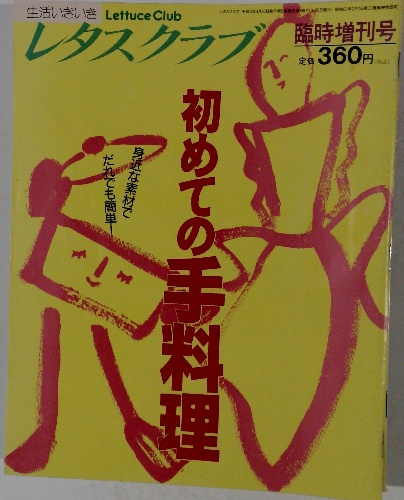 生活いきいき Lettuce Club
レタスクラブ
臨時増刊号
定価360円(税込)
初めての手料理
身近な素材で
だれでも簡単!